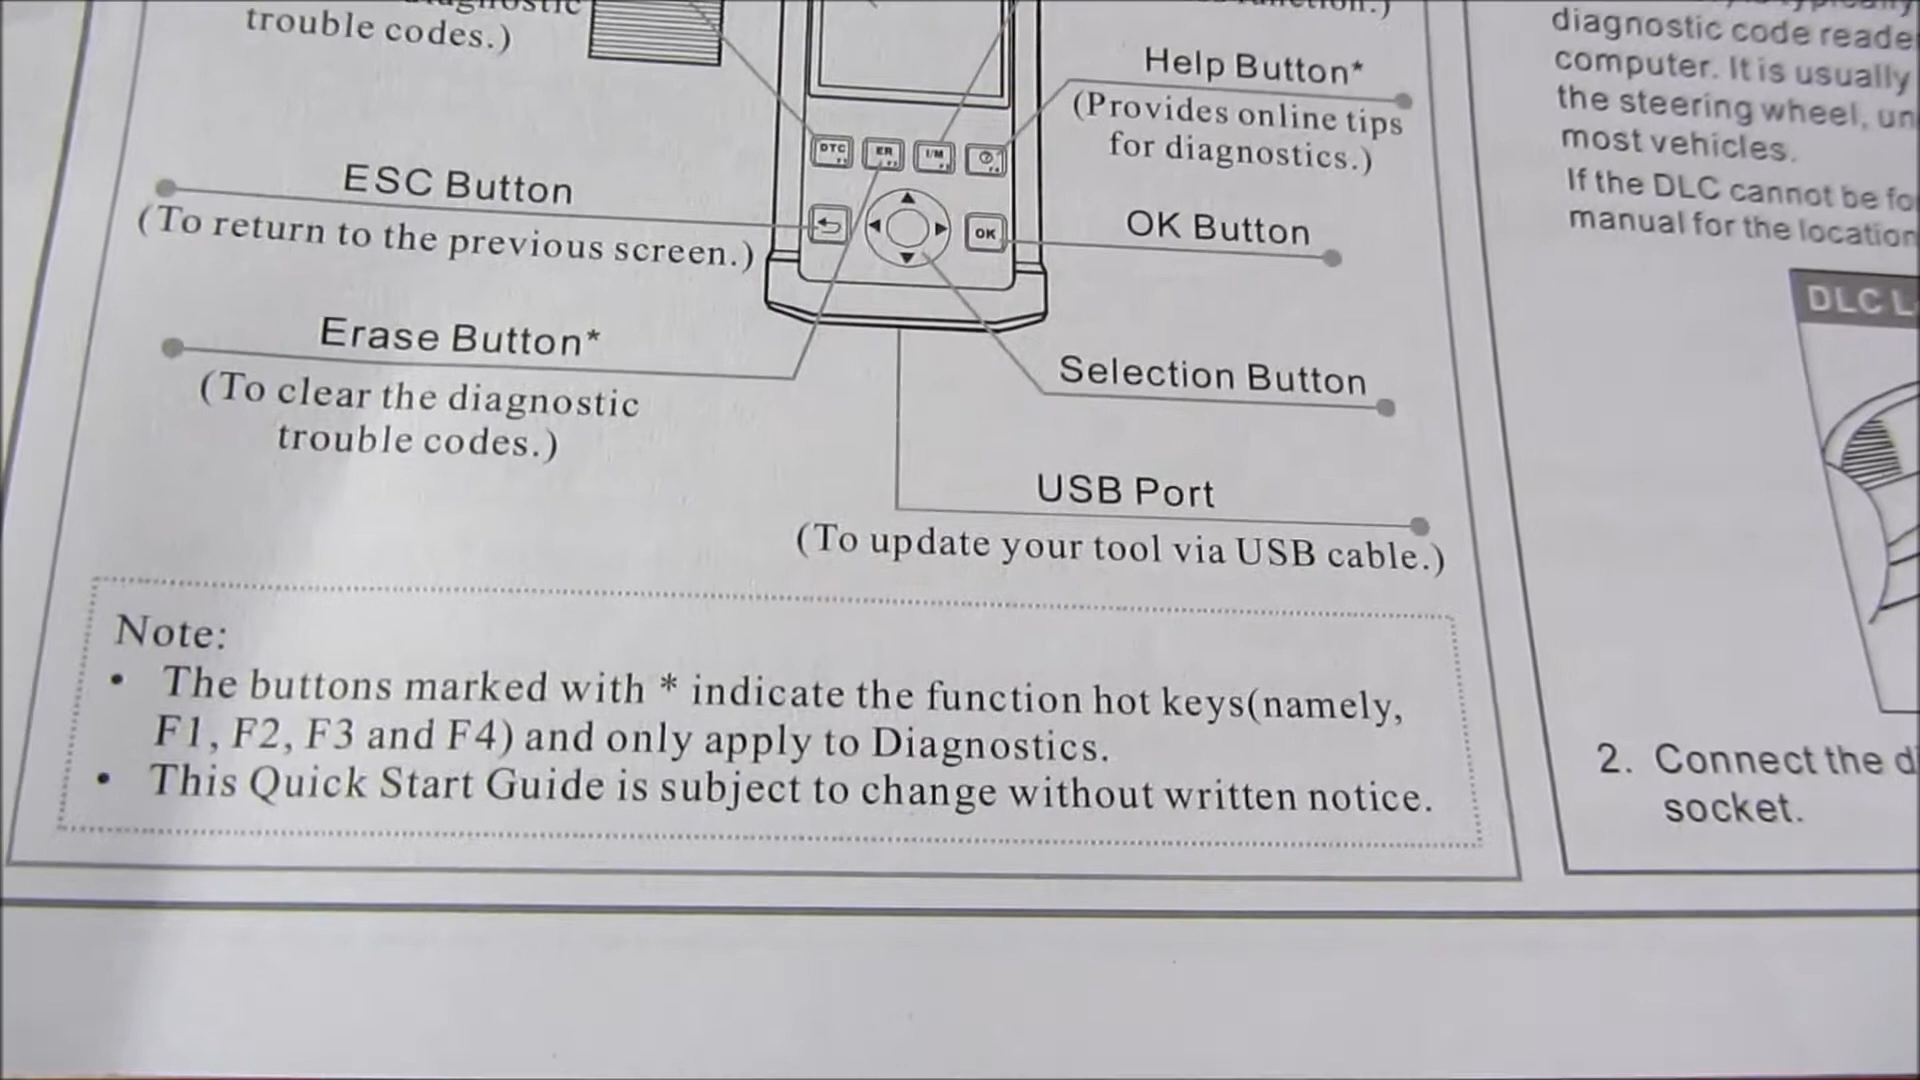 diagnostic
trouble codes.)
Help Button*
(Provides online tips
for diagnostics.)
DTC
ER
I/M
ESC Button
(To return to the previous screen.)
OK
OK Button
Erase Button*
(To clear the diagnostic
trouble codes.)
Selection Button
USB Port
(To update your tool via USB cable.)
Note:
• The buttons marked with * indicate the function hot keys(namely,
F1, F2, F3 and F4) and only apply to Diagnostics.
• This Quick Start Guide is subject to change without written notice.
diagnostic code reade
computer. It is usually
the steering wheel, un
most vehicles.
If the DLC cannot be fo
manual for the location
DLC L
2. Connect the d
socket.